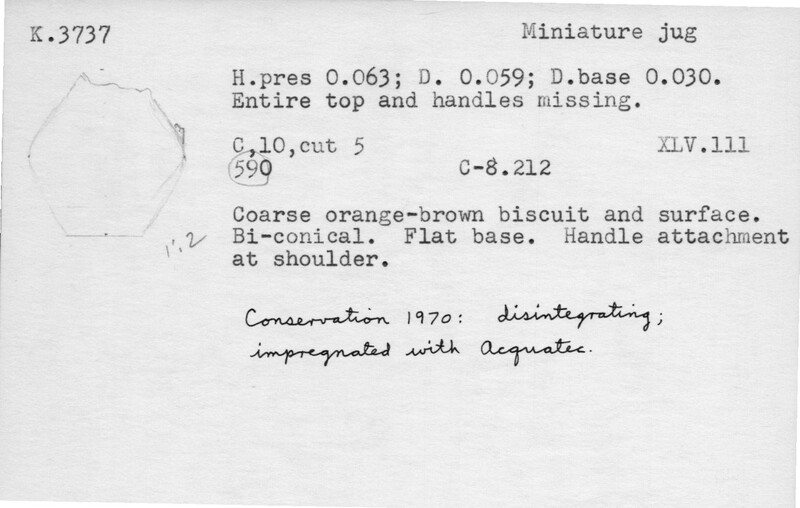 K.3737
Miniature jug
H.pres 0.063; D. 0.059; D.base 0.030.
Entire top and handles missing.
C,10,cut 5
XLV.111
590
C-8.212
Coarse orange-brown biscuit and surface.
Bi-conical. Flat base. Handle attachment
at shoulder.
1:2
Conservation 1970: disintegrating;
impregnated with Acquatec.